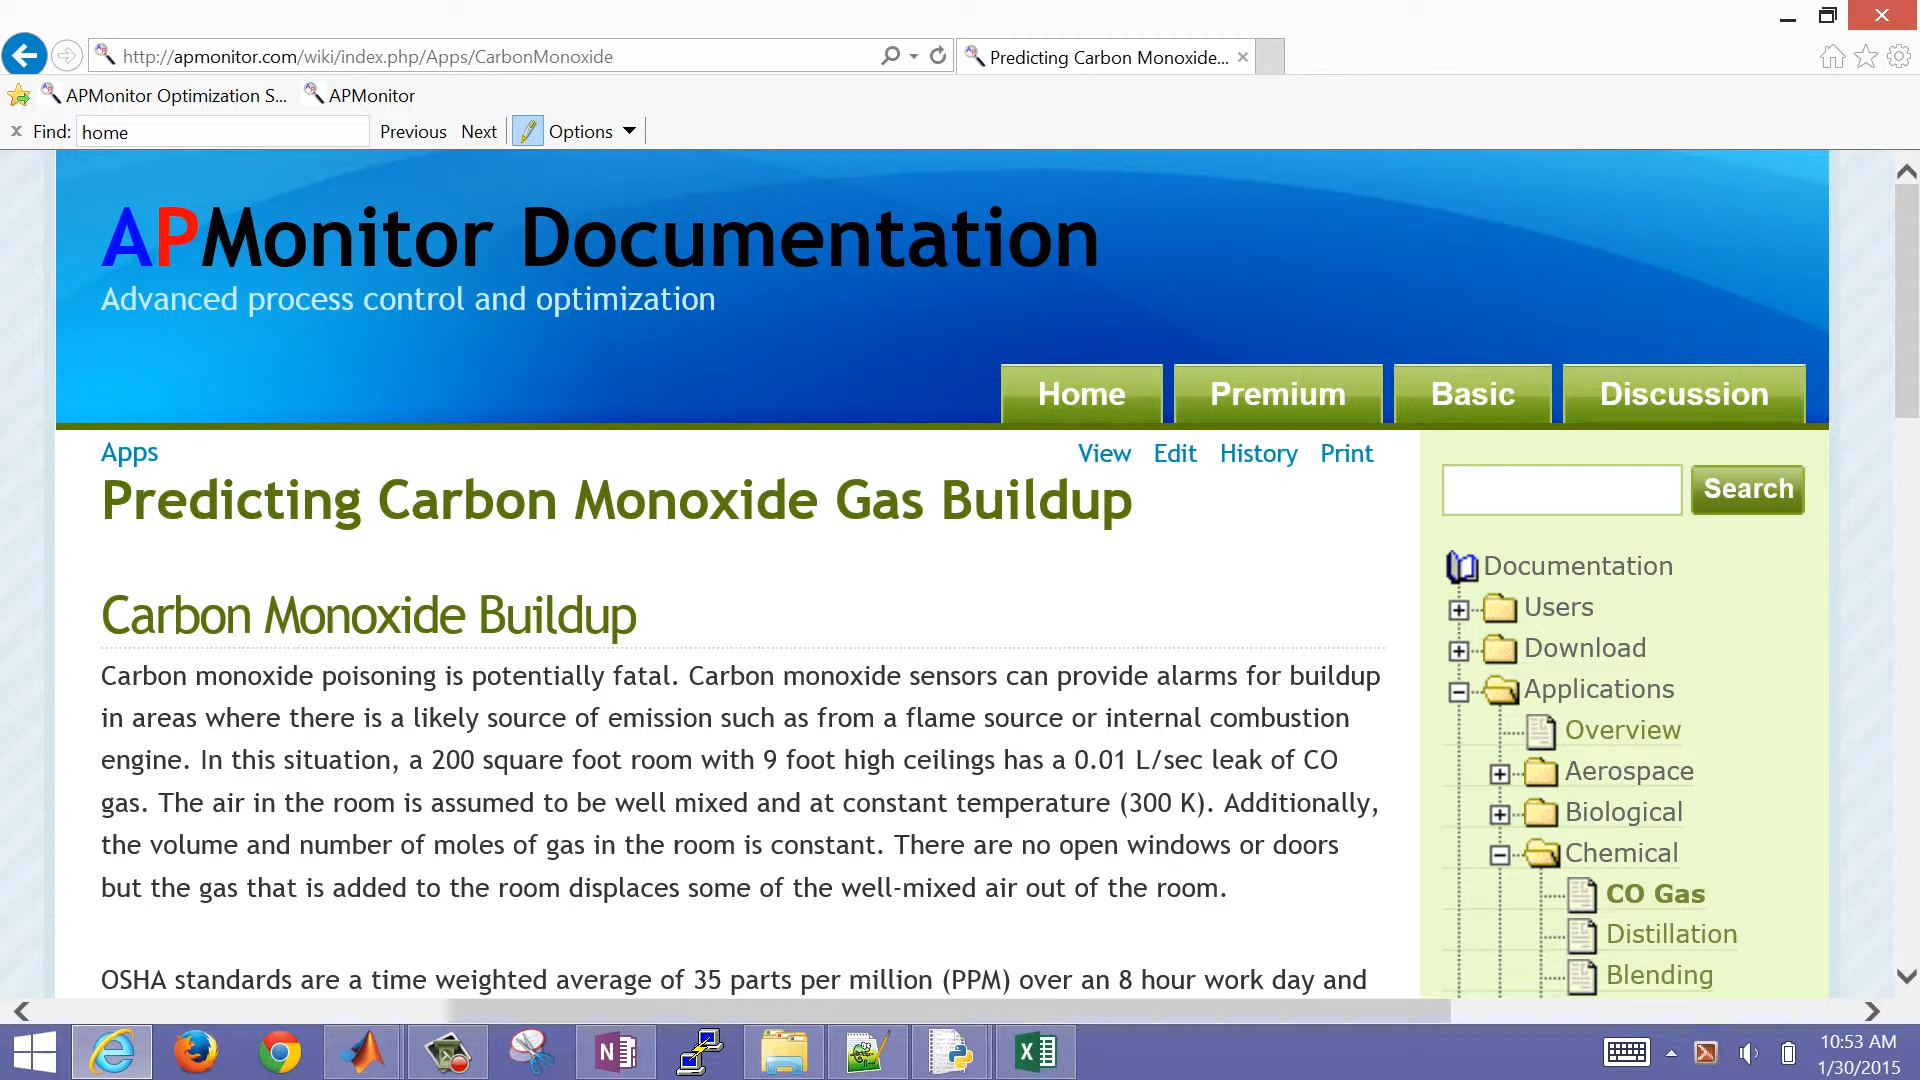 http://apmonitor.com/wiki/index.php/Apps/CarbonMonoxide
Predicting Carbon Monoxide...
APMonitor Optimization S...
APMonitor
Find: home
Previous
Next
Options
APMonitor Documentation
Advanced process control and optimization
Home
Premium
Basic
Discussion
Apps
View
Edit
History
Print
Predicting Carbon Monoxide Gas Buildup
Carbon Monoxide Buildup
Carbon monoxide poisoning is potentially fatal. Carbon monoxide sensors can provide alarms for buildup
in areas where there is a likely source of emission such as from a flame source or internal combustion
engine. In this situation, a 200 square foot room with 9 foot high ceilings has a 0.01 L/sec leak of CO
gas. The air in the room is assumed to be well mixed and at constant temperature (300 K). Additionally,
the volume and number of moles of gas in the room is constant. There are no open windows or doors
but the gas that is added to the room displaces some of the well-mixed air out of the room.
OSHA standards are a time weighted average of 35 parts per million (PPM) over an 8 hour work day and
Search
Documentation
Users
Download
Applications
Overview
Aerospace
Biological
Chemical
CO Gas
Distillation
Blending
10:53 AM
1/30/2015